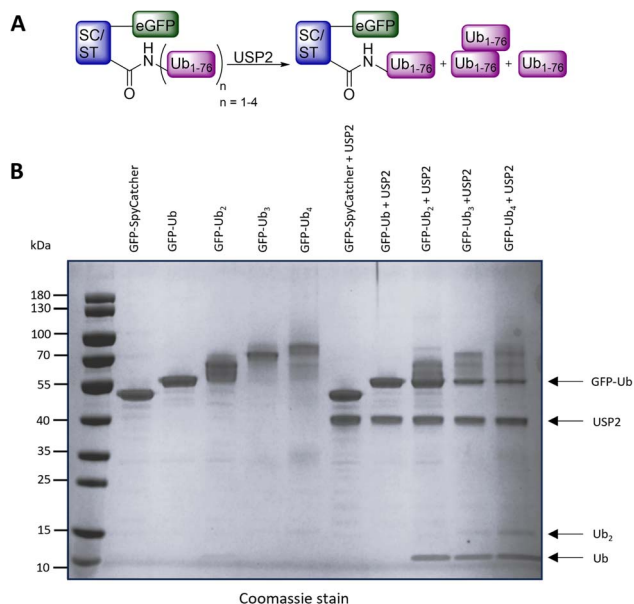 A
SC/
ST
eGFP
H
N
O
Ub1-76
n
n = 1-4
USP2
SC/
ST
eGFP
H
N
O
Ub1-76
+
Ub1-76
Ub1-76
+
Ub1-76
B
kDa
GFP-SpyCatcher
GFP-Ub
GFP-Ub2
GFP-Ub3
GFP-Ub4
GFP-SpyCatcher + USP2
GFP-Ub + USP2
GFP-Ub2 + USP2
GFP-Ub3 +USP2
GFP-Ub4 + USP2
180
130
100
70
55
40
35
25
15
10
GFP-Ub
USP2
Ub2
Ub
Coomassie stain